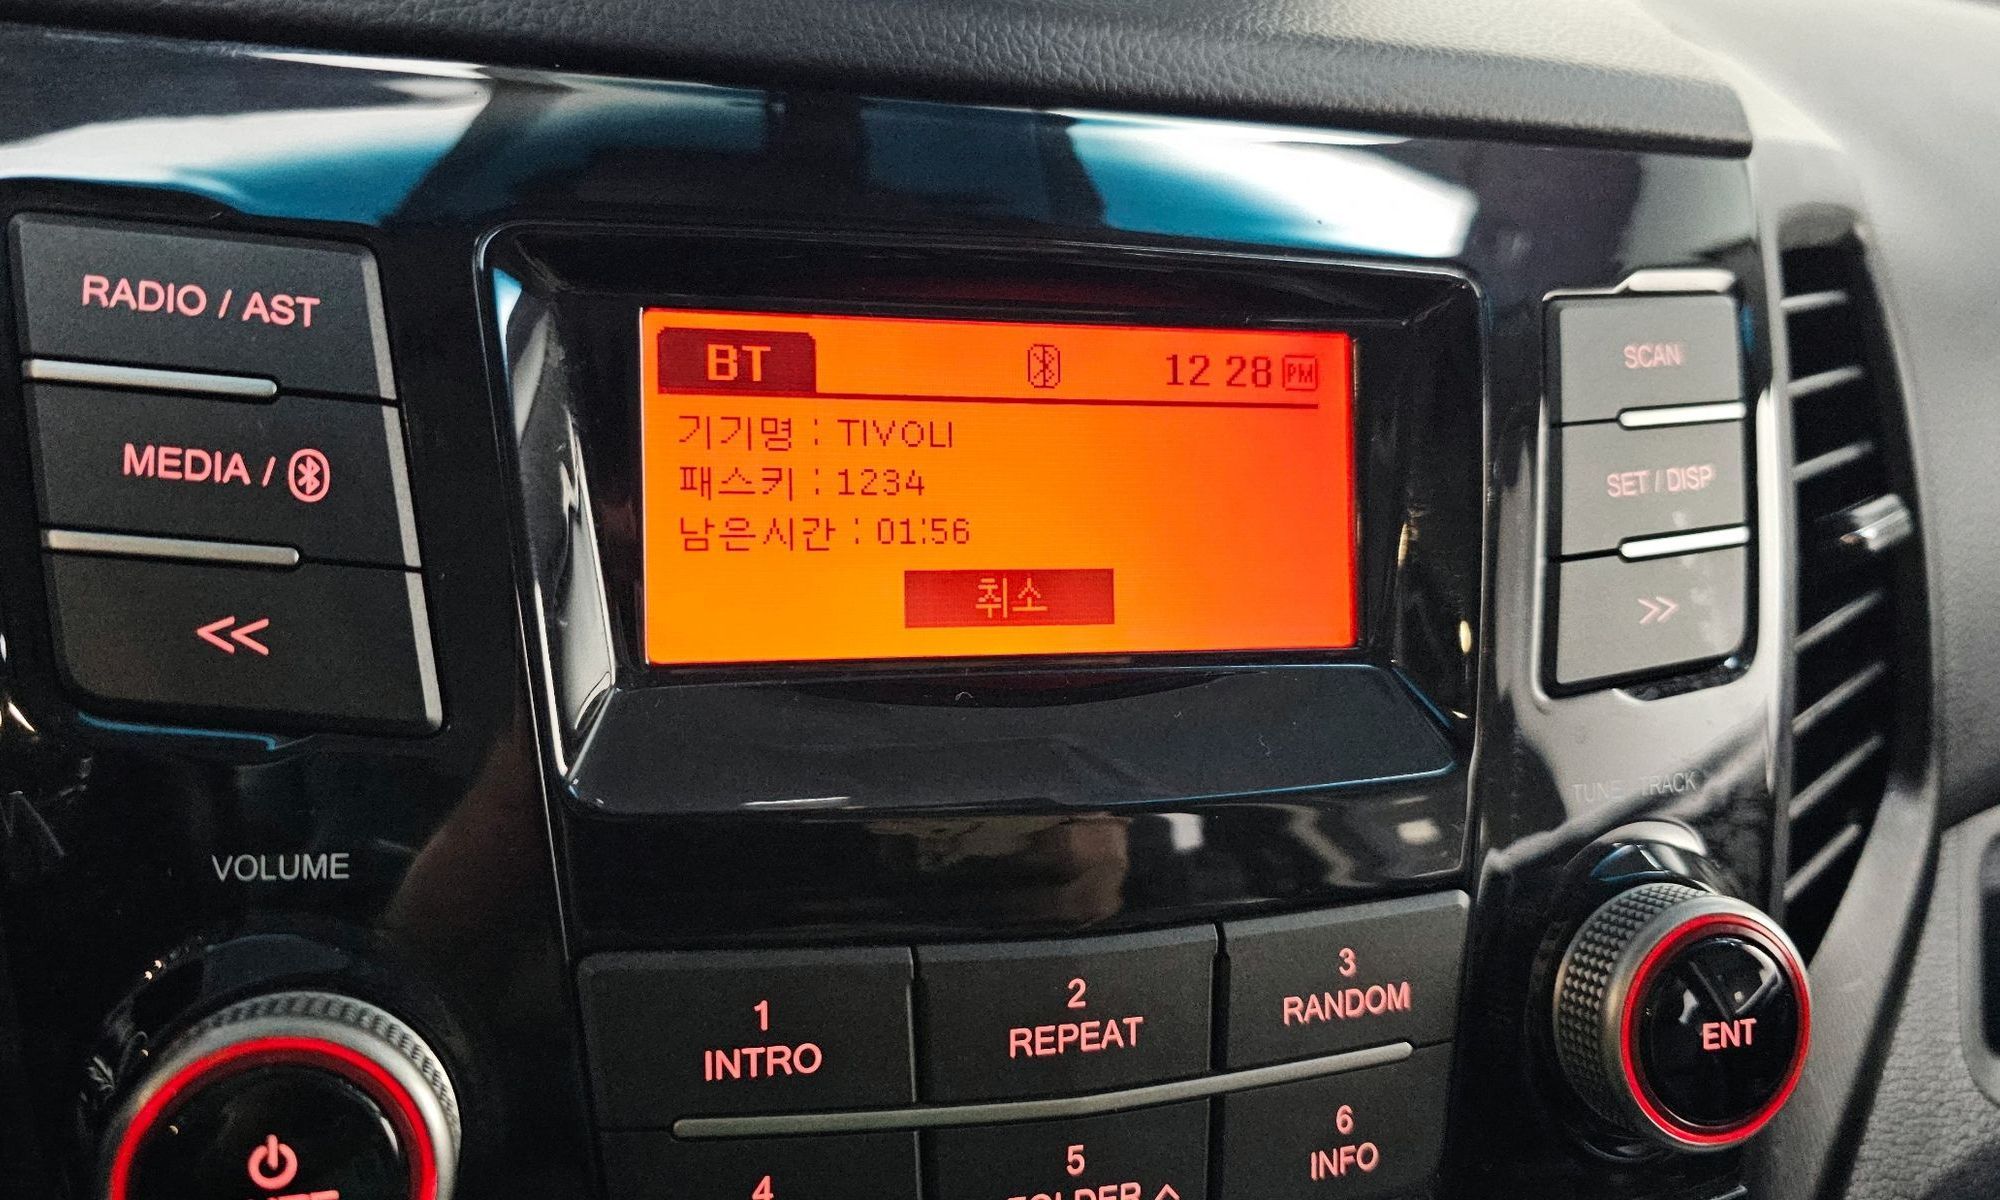 RADIO / AST
MEDIA /
<<
VOLUME
BT
12 28 PM
기기명 : TIVOLI
패스키 : 1234
남은시간 : 01:56
취소
SCAN
SET / DISP
>>
TUNE TRACK
ENT
1
INTRO
2
REPEAT
3
RANDOM
4
5
FOLDER ^
6
INFO